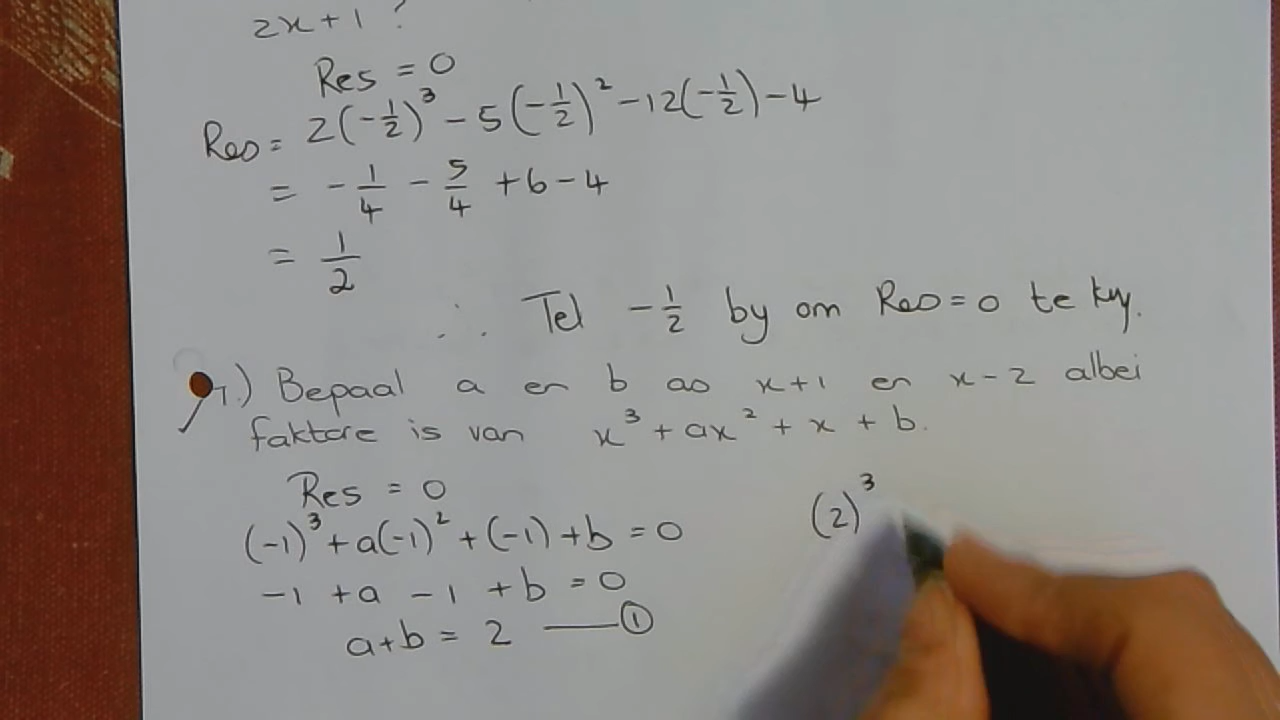 2x+1 ?
Res = 0
Res = 2(-1/2)³ - 5(-1/2)² - 12(-1/2) - 4
= -1/4 - 5/4 + 6 - 4
= 1/2
∴ Tel -1/2 by om Res = 0 te kry.
7.) Bepaal a en b as x+1 en x-2 albei
faktore is van x³ + ax² + x + b.
Res = 0
(-1)³ + a(-1)² + (-1) + b = 0
-1 + a - 1 + b = 0
a+b = 2 —— ①
(2)³